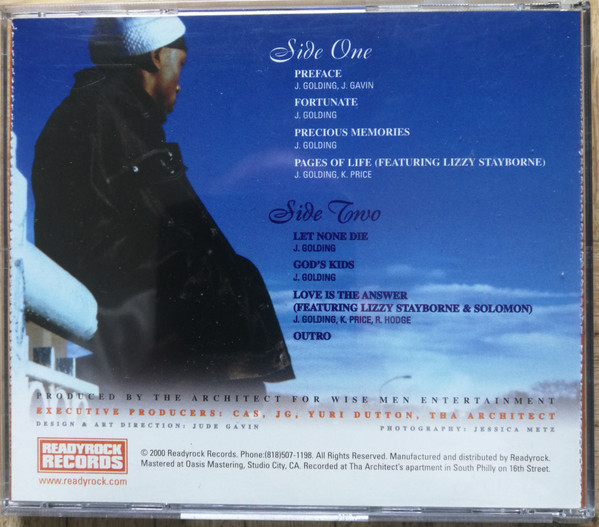 Side One
PREFACE
J. GOLDING, J. GAVIN
FORTUNATE
J. GOLDING
PRECIOUS MEMORIES
J. GOLDING
PAGES OF LIFE (FEATURING LIZZY STAYBORNE)
J. GOLDING, K. PRICE
Side Two
LET NONE DIE
J. GOLDING
GOD'S KIDS
J. GOLDING
LOVE IS THE ANSWER
(FEATURING LIZZY STAYBORNE & SOLOMON)
J. GOLDING, K. PRICE, R. HODGE
OUTRO
PRODUCED BY THE ARCHITECT FOR WISE MEN ENTERTAINMENT
EXECUTIVE PRODUCERS: CAS, JG, YURI DUTTON, THA ARCHITECT
DESIGN & ART DIRECTION: JUDE GAVIN PHOTOGRAPHY: JESSICA METZ
READYROCK
RECORDS
www.readyrock.com
© 2000 Readyrock Records. Phone:(818)507-1198. All Rights Reserved. Manufactured and distributed by Readyrock.
Mastered at Oasis Mastering, Studio City, CA. Recorded at Tha Architect's apartment in South Philly on 16th Street.